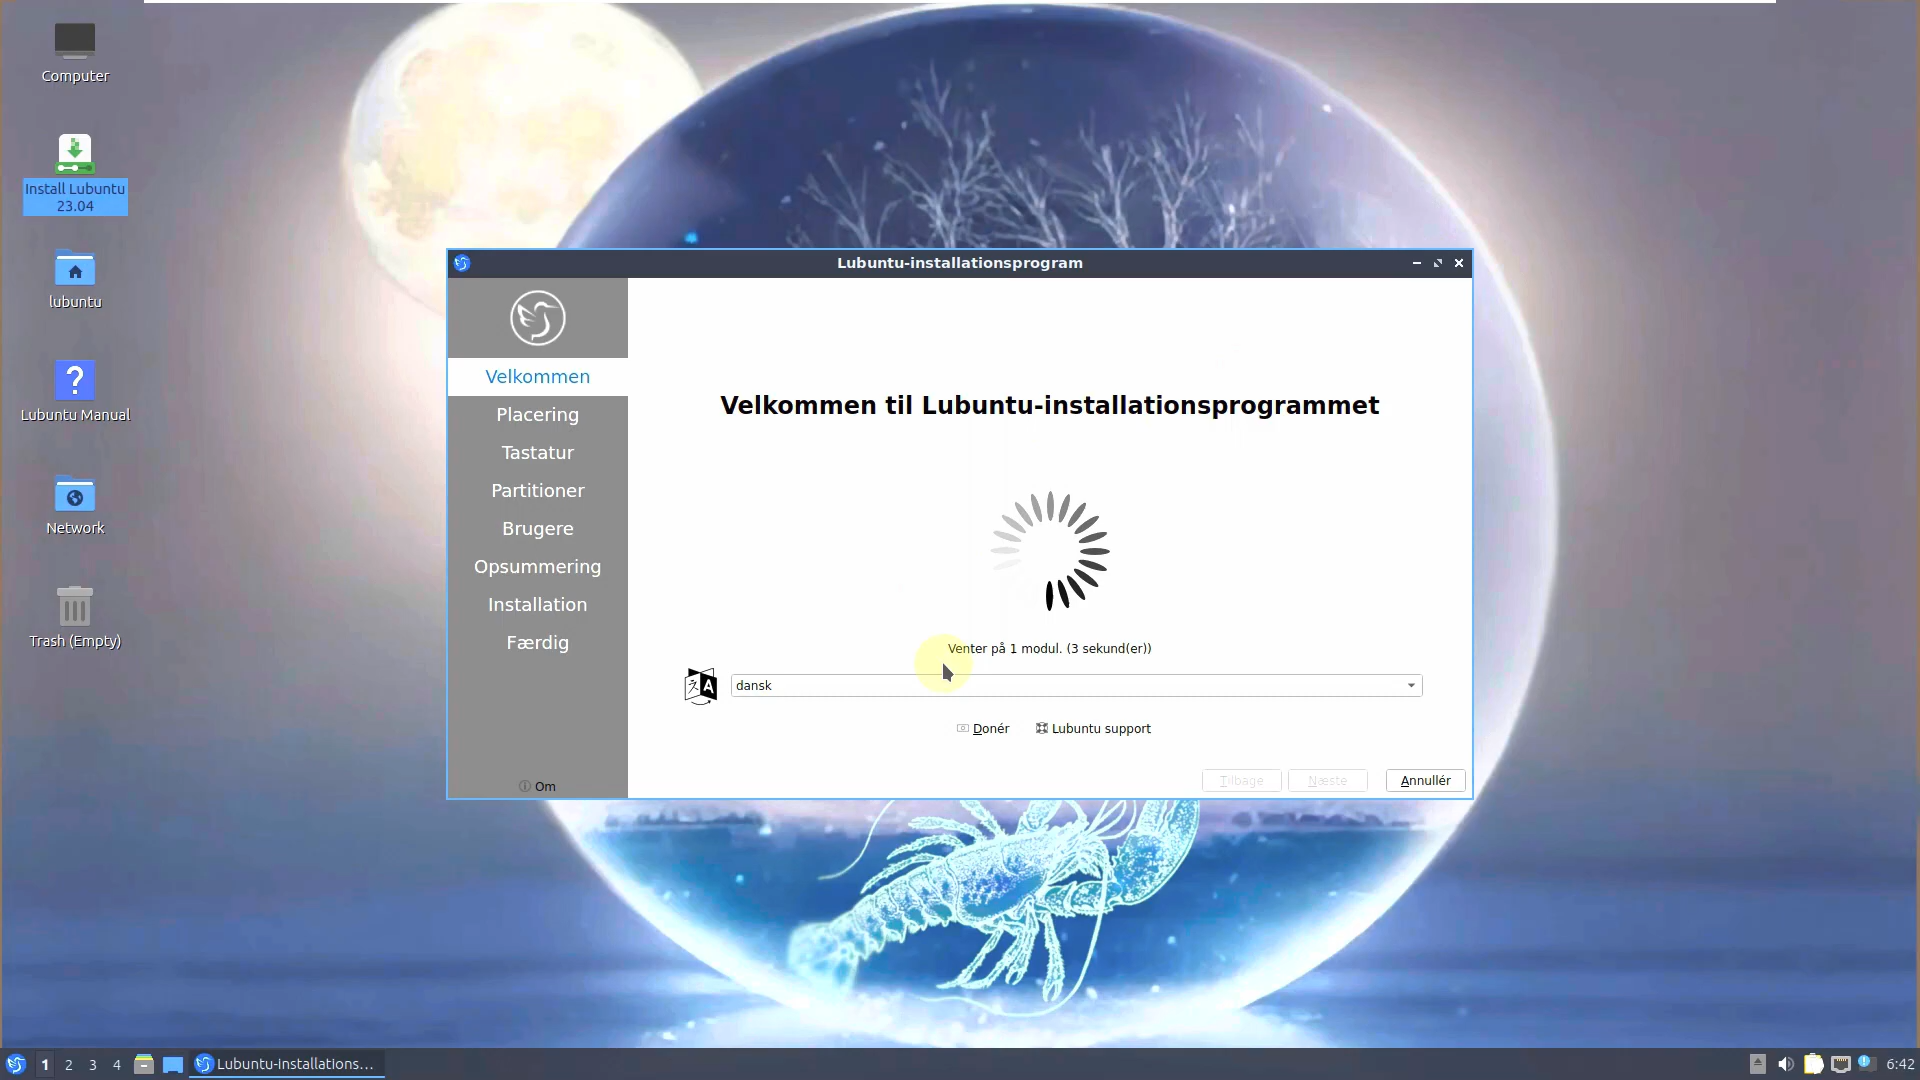 Computer
Install Lubuntu
23.04
lubuntu
Lubuntu Manual
Network
Trash (Empty)
Lubuntu-installationsprogram
Velkommen
Placering
Tastatur
Partitioner
Brugere
Opsummering
Installation
Færdig
Om
Velkommen til Lubuntu-installationsprogrammet
Venter på 1 modul. (3 sekund(er))
dansk
Donér
Lubuntu support
Tilbage
Næste
Annullér
1 2 3 4
Lubuntu-installations...
6:42